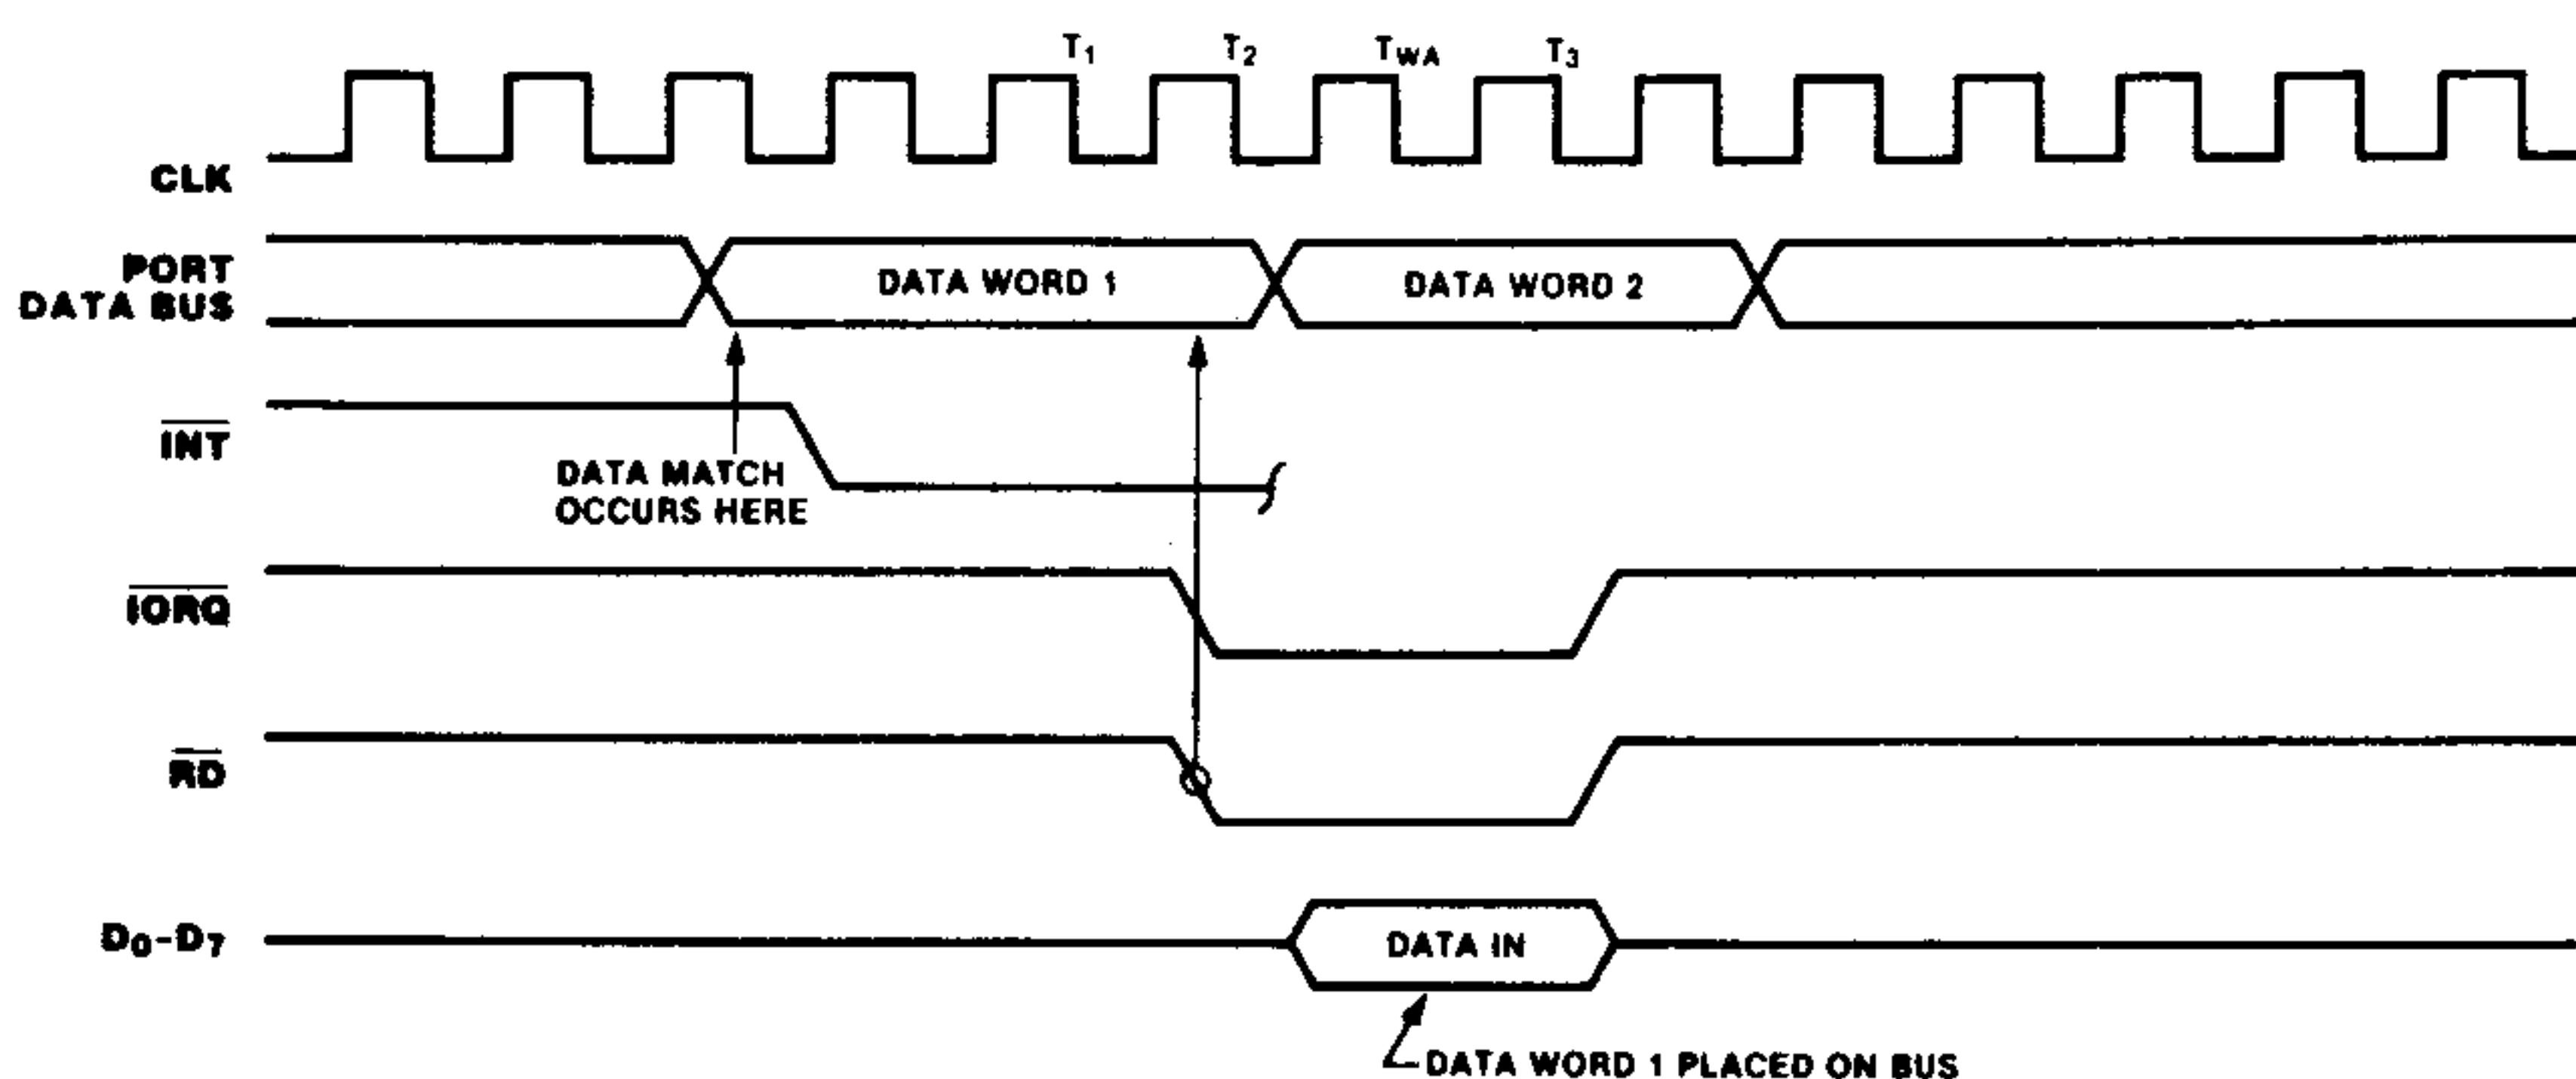 T1 T2 TWA T3
CLK
PORT
DATA BUS
DATA WORD 1 DATA WORD 2
INT
DATA MATCH
OCCURS HERE
IORQ
RD
D0-D7
DATA IN
DATA WORD 1 PLACED ON BUS